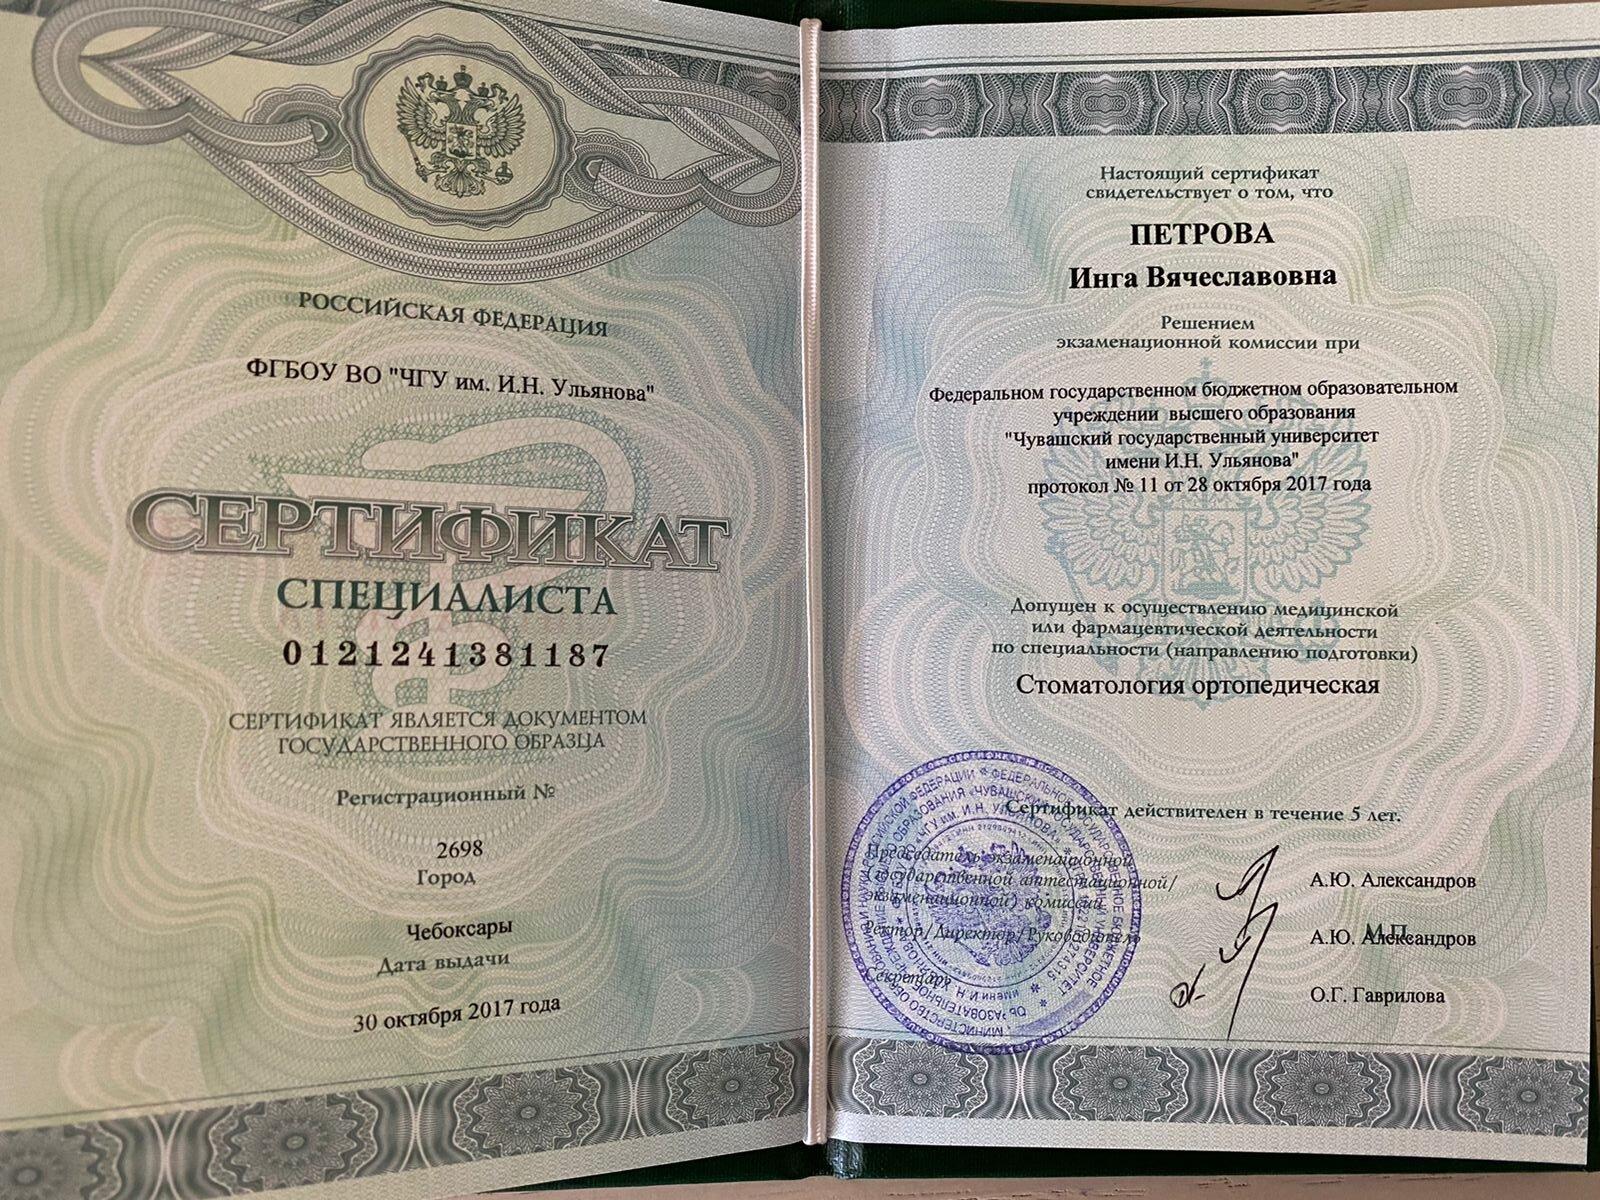 РОССИЙСКАЯ ФЕДЕРАЦИЯ
ФГБОУ ВО "ЧГУ им. И.Н. Ульянова"
СЕРТИФИКАТ
СПЕЦИАЛИСТА
0121241381187
СЕРТИФИКАТ ЯВЛЯЕТСЯ ДОКУМЕНТОМ
ГОСУДАРСТВЕННОГО ОБРАЗЦА
Регистрационный №
2698
Город
Чебоксары
Дата выдачи
30 октября 2017 года
Настоящий сертификат
свидетельствует о том, что
ПЕТРОВА
Инга Вячеславовна
Решением
экзаменационной комиссии при
Федеральном государственном бюджетном образовательном
учреждении высшего образования
"Чувашский государственный университет
имени И.Н. Ульянова"
протокол № 11 от 28 октября 2017 года
Допущен к осуществлению медицинской
или фармацевтической деятельности
по специальности (направлению подготовки)
Стоматология ортопедическая
Сертификат действителен в течение 5 лет.
Председатель экзаменационной
(государственной аттестационной/
экзаменационной) комиссии
А.Ю. Александров
Ректор/Директор/Руководитель
А.Ю. Александров
М.П.
Секретарь
О.Г. Гаврилова